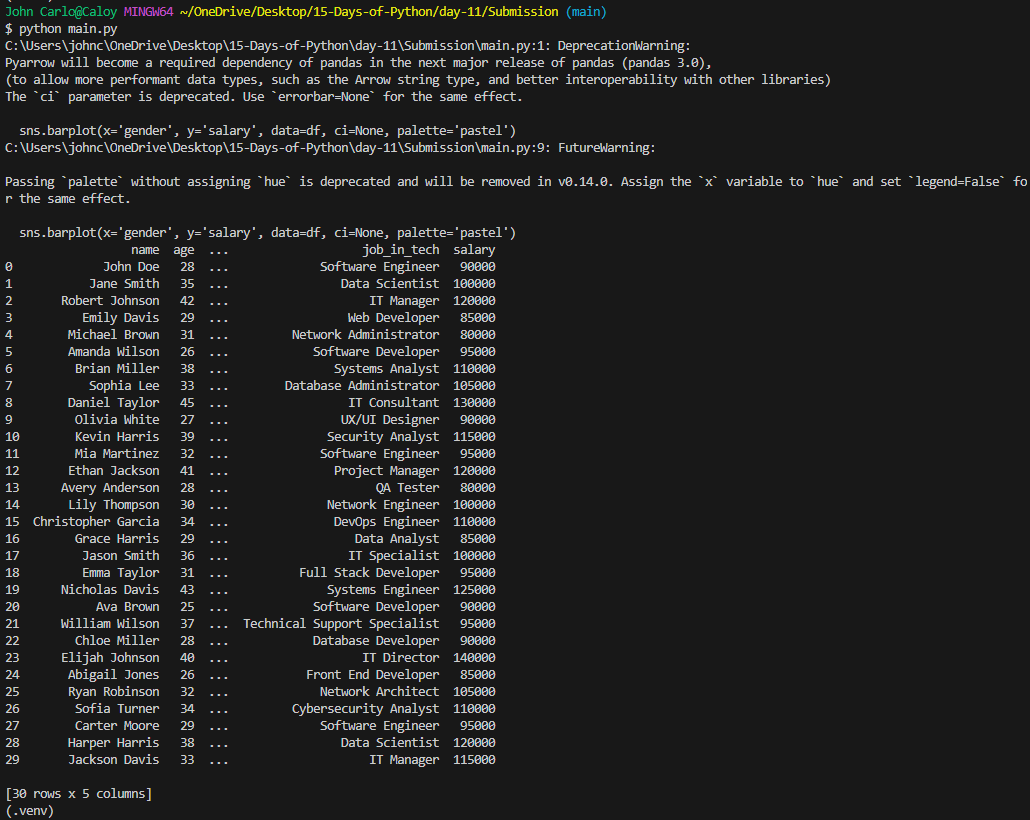 John Carlo@Caloy MINGW64 ~/OneDrive/Desktop/15-Days-of-Python/day-11/Submission (main)
$ python main.py
C:\Users\johnc\OneDrive\Desktop\15-Days-of-Python\day-11\Submission\main.py:1: DeprecationWarning:
Pyarrow will become a required dependency of pandas in the next major release of pandas (pandas 3.0),
(to allow more performant data types, such as the Arrow string type, and better interoperability with other libraries)
The `ci` parameter is deprecated. Use `errorbar=None` for the same effect.

  sns.barplot(x='gender', y='salary', data=df, ci=None, palette='pastel')
C:\Users\johnc\OneDrive\Desktop\15-Days-of-Python\day-11\Submission\main.py:9: FutureWarning:

Passing `palette` without assigning `hue` is deprecated and will be removed in v0.14.0. Assign the `x` variable to `hue` and set `legend=False` fo
r the same effect.

  sns.barplot(x='gender', y='salary', data=df, ci=None, palette='pastel')
                  name  age  ...                   job_in_tech  salary
0             John Doe   28  ...             Software Engineer   90000
1           Jane Smith   35  ...                Data Scientist  100000
2       Robert Johnson   42  ...                    IT Manager  120000
3          Emily Davis   29  ...                 Web Developer   85000
4        Michael Brown   31  ...         Network Administrator   80000
5        Amanda Wilson   26  ...            Software Developer   95000
6         Brian Miller   38  ...               Systems Analyst  110000
7           Sophia Lee   33  ...        Database Administrator  105000
8        Daniel Taylor   45  ...                 IT Consultant  130000
9         Olivia White   27  ...                UX/UI Designer   90000
10        Kevin Harris   39  ...              Security Analyst  115000
11        Mia Martinez   32  ...             Software Engineer   95000
12       Ethan Jackson   41  ...               Project Manager  120000
13      Avery Anderson   28  ...                     QA Tester   80000
14       Lily Thompson   30  ...              Network Engineer  100000
15  Christopher Garcia   34  ...               DevOps Engineer  110000
16        Grace Harris   29  ...                  Data Analyst   85000
17         Jason Smith   36  ...                 IT Specialist  100000
18         Emma Taylor   31  ...          Full Stack Developer   95000
19      Nicholas Davis   43  ...              Systems Engineer  125000
20           Ava Brown   25  ...            Software Developer   90000
21      William Wilson   37  ...  Technical Support Specialist   95000
22        Chloe Miller   28  ...            Database Developer   90000
23      Elijah Johnson   40  ...                   IT Director  140000
24       Abigail Jones   26  ...           Front End Developer   85000
25       Ryan Robinson   32  ...             Network Architect  105000
26        Sofia Turner   34  ...         Cybersecurity Analyst  110000
27        Carter Moore   29  ...             Software Engineer   95000
28       Harper Harris   38  ...                Data Scientist  120000
29       Jackson Davis   33  ...                    IT Manager  115000

[30 rows x 5 columns]
(.venv)